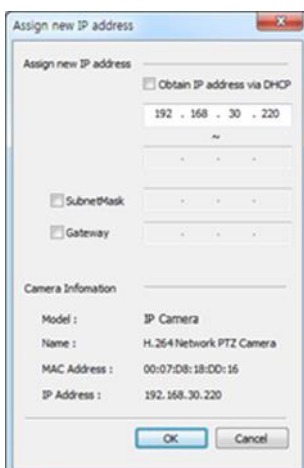 Assign new IP address
Assign new IP address
Obtain IP address via DHCP
192 . 168 . 30 . 220
~
. . .
SubnetMask . . .
Gateway . . .
Camera Infomation
Model : IP Camera
Name : H.264 Network PTZ Camera
MAC Address : 00:07:D8:18:DD:16
IP Address : 192.168.30.220
OK Cancel